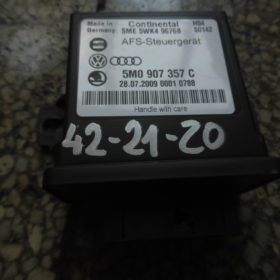 Made in Germany
Continental
H04 S0142
5ME 5WK4 96768
AFS-Steuergerät
5M0 907 357 C
28.07.2009 0001 0788
Handle with care
42-21-20